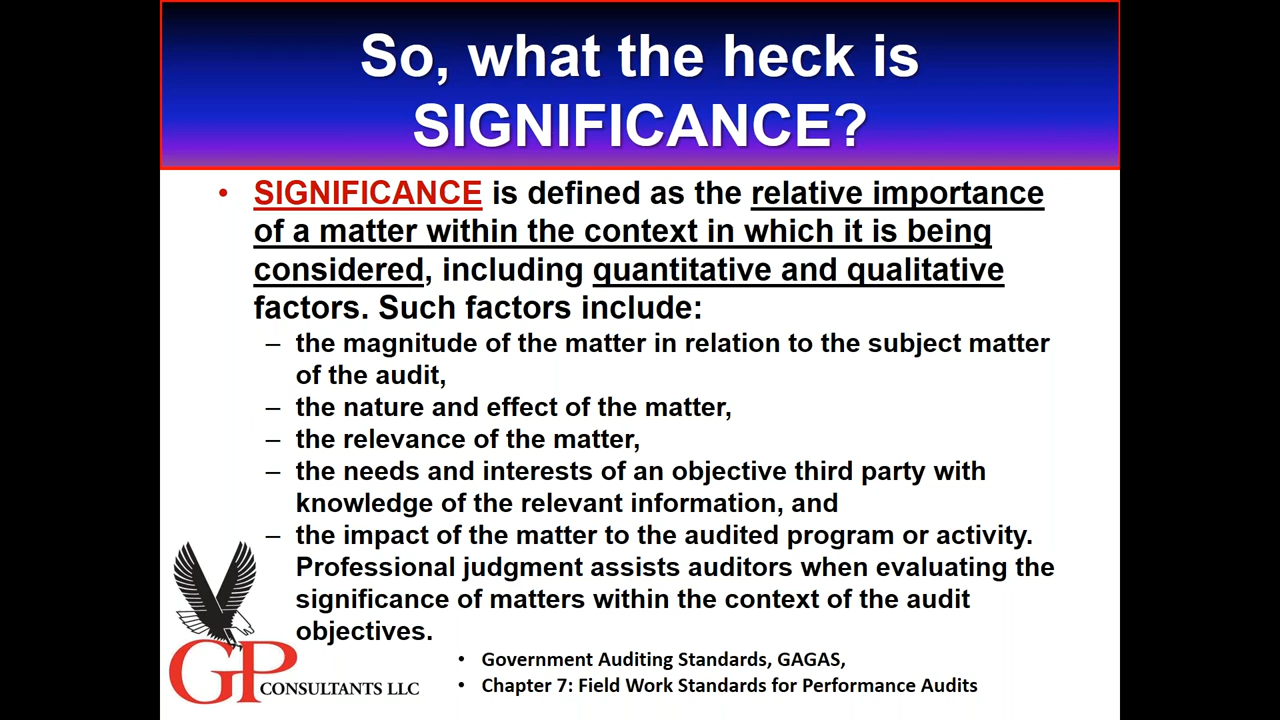 So, what the heck is
SIGNIFICANCE?
• SIGNIFICANCE is defined as the relative importance
of a matter within the context in which it is being
considered, including quantitative and qualitative
factors. Such factors include:
– the magnitude of the matter in relation to the subject matter
of the audit,
– the nature and effect of the matter,
– the relevance of the matter,
– the needs and interests of an objective third party with
knowledge of the relevant information, and
– the impact of the matter to the audited program or activity.
Professional judgment assists auditors when evaluating the
significance of matters within the context of the audit
objectives.
• Government Auditing Standards, GAGAS,
• Chapter 7: Field Work Standards for Performance Audits
GP CONSULTANTS LLC